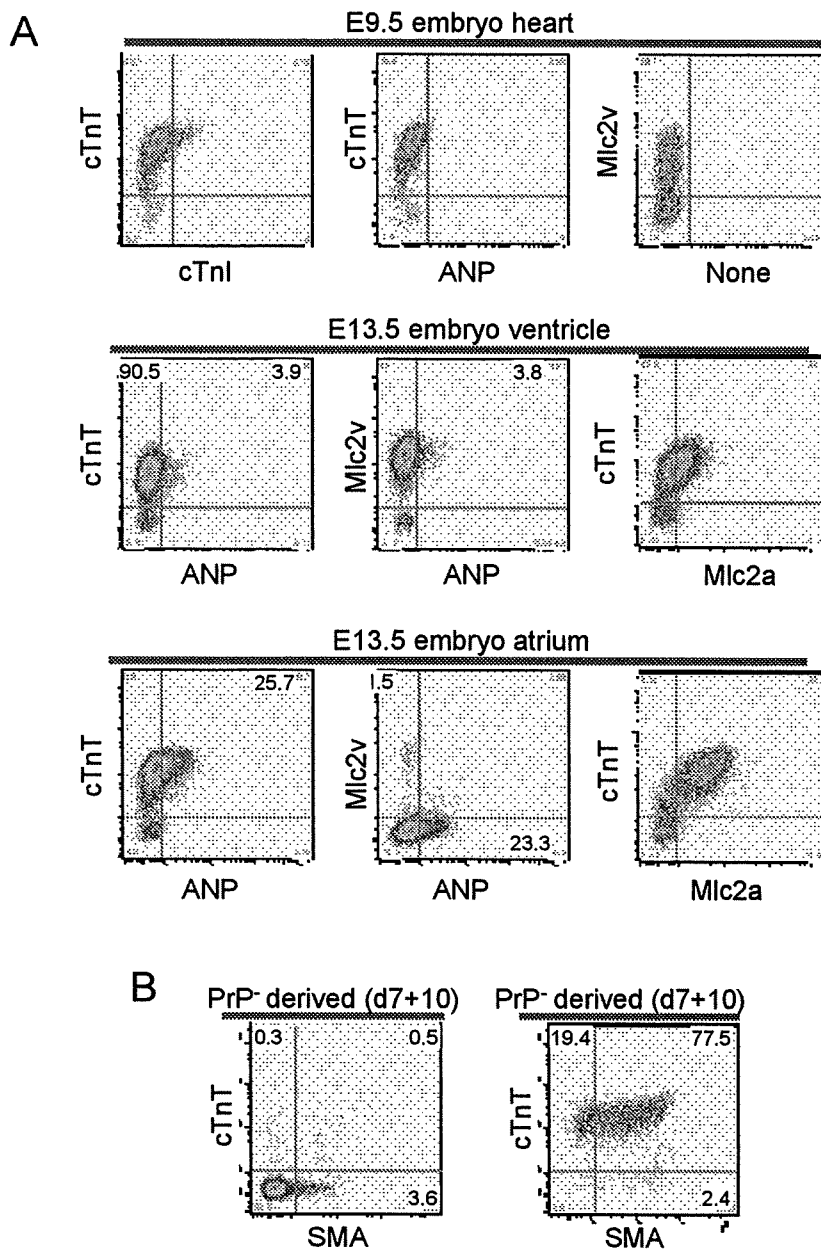 A
E9.5 embryo heart
cTnT
cTnI
cTnT
ANP
Mlc2v
None
E13.5 embryo ventricle
90.5
3.9
cTnT
ANP
3.8
Mlc2v
ANP
cTnT
Mlc2a
E13.5 embryo atrium
25.7
cTnT
ANP
1.5
23.3
Mlc2v
ANP
cTnT
Mlc2a
B
PrP- derived (d7+10)
0.3
0.5
3.6
cTnT
SMA
PrP- derived (d7+10)
19.4
77.5
2.4
cTnT
SMA